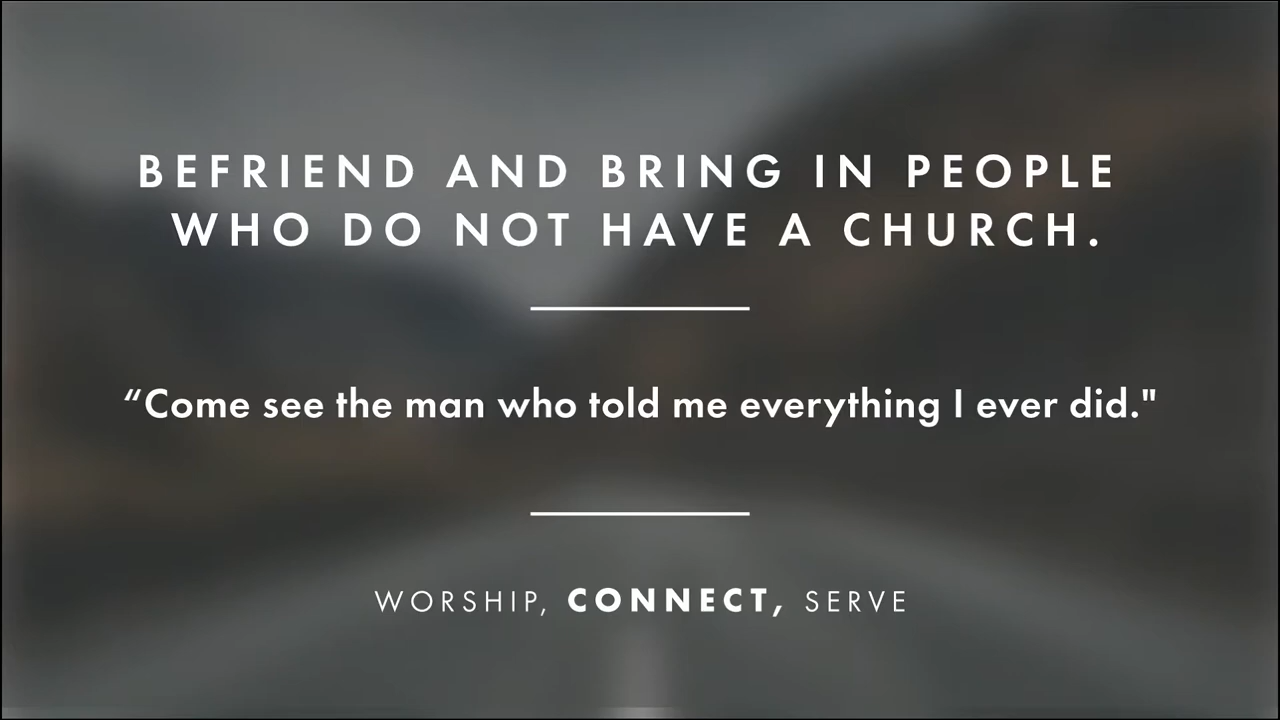 BEFRIEND AND BRING IN PEOPLE
WHO DO NOT HAVE A CHURCH.
“Come see the man who told me everything I ever did."
WORSHIP, CONNECT, SERVE